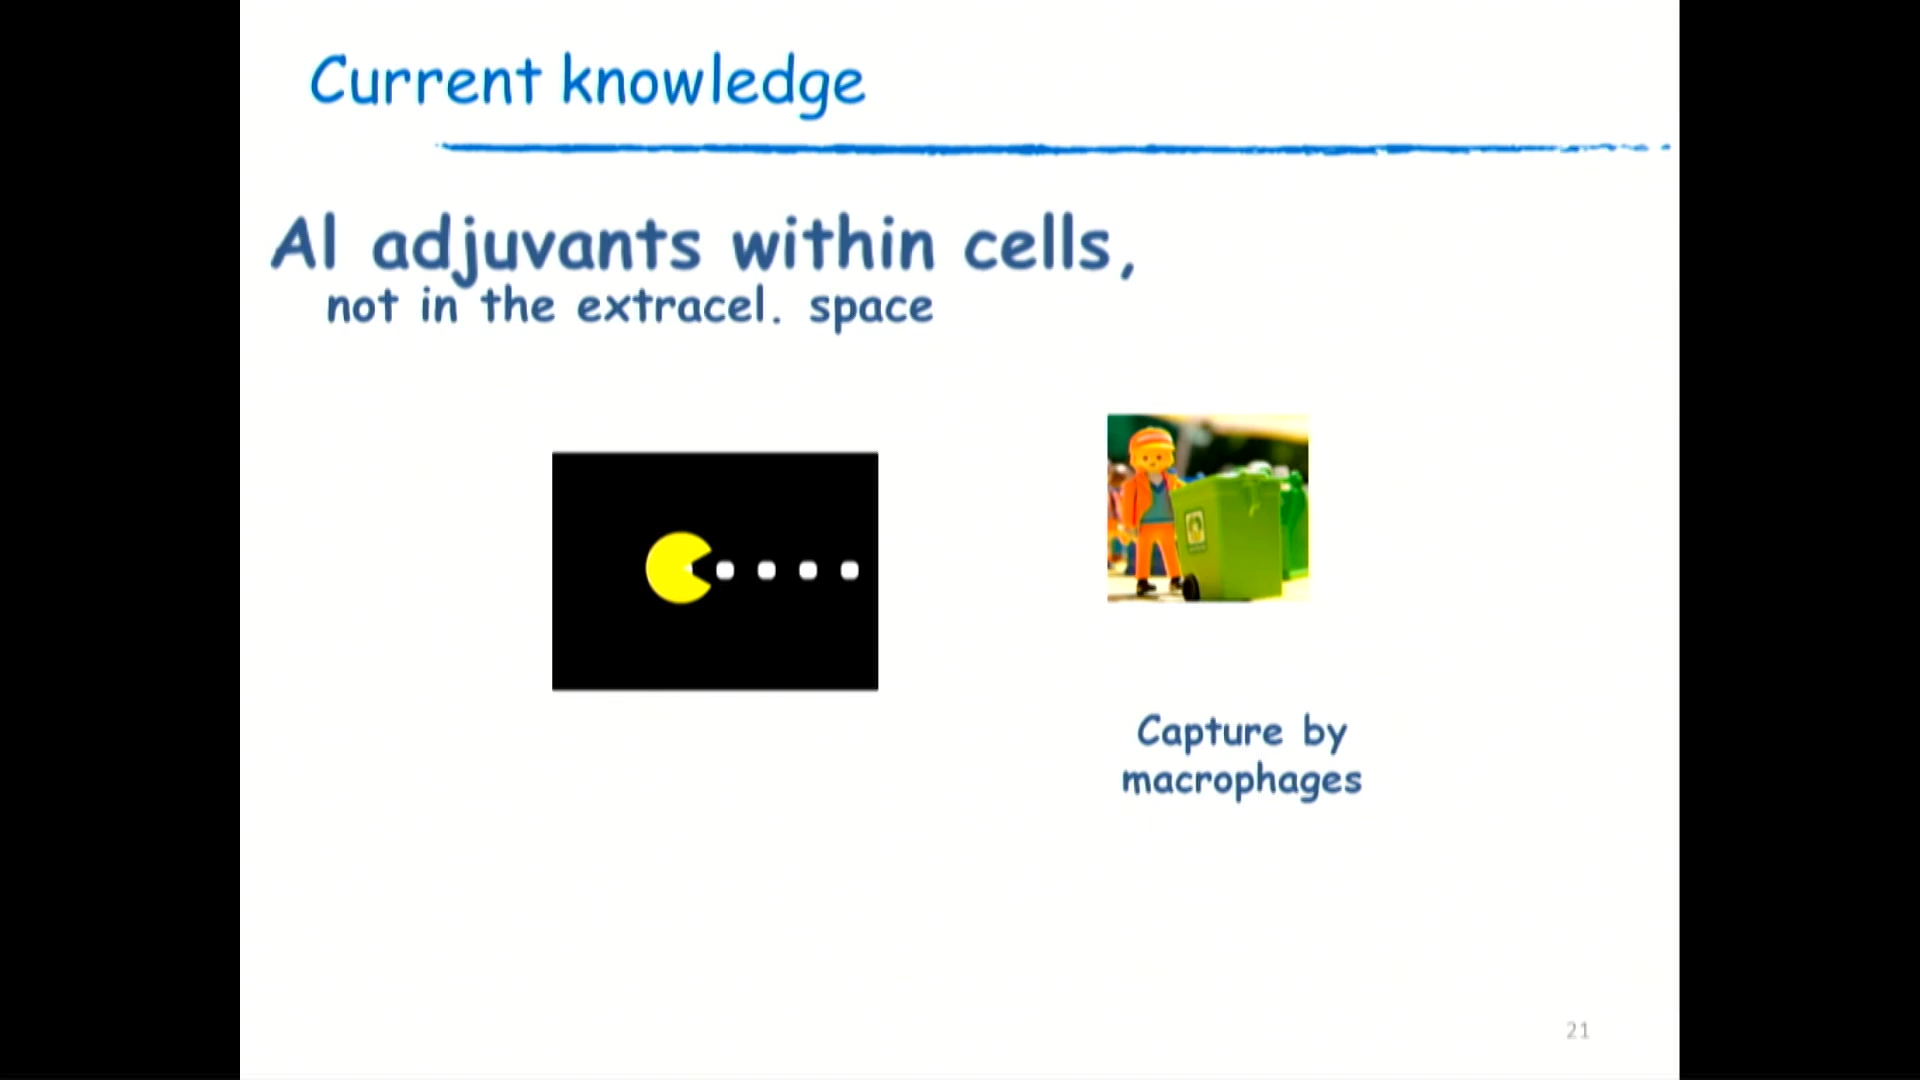 Current knowledge
Al adjuvants within cells,
not in the extracel. space
Capture by
macrophages
21